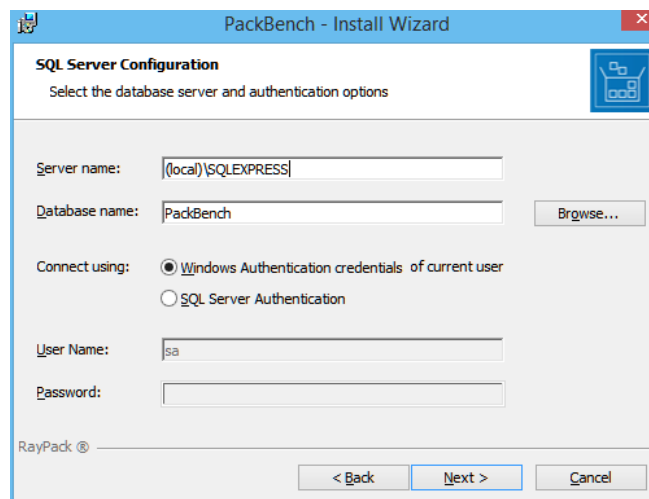 PackBench - Install Wizard
SQL Server Configuration
Select the database server and authentication options
Server name: (local)\SQLEXPRESS
Database name: PackBench Browse...
Connect using: Windows Authentication credentials of current user
SQL Server Authentication
User Name: sa
Password:
RayPack ®
< Back Next > Cancel